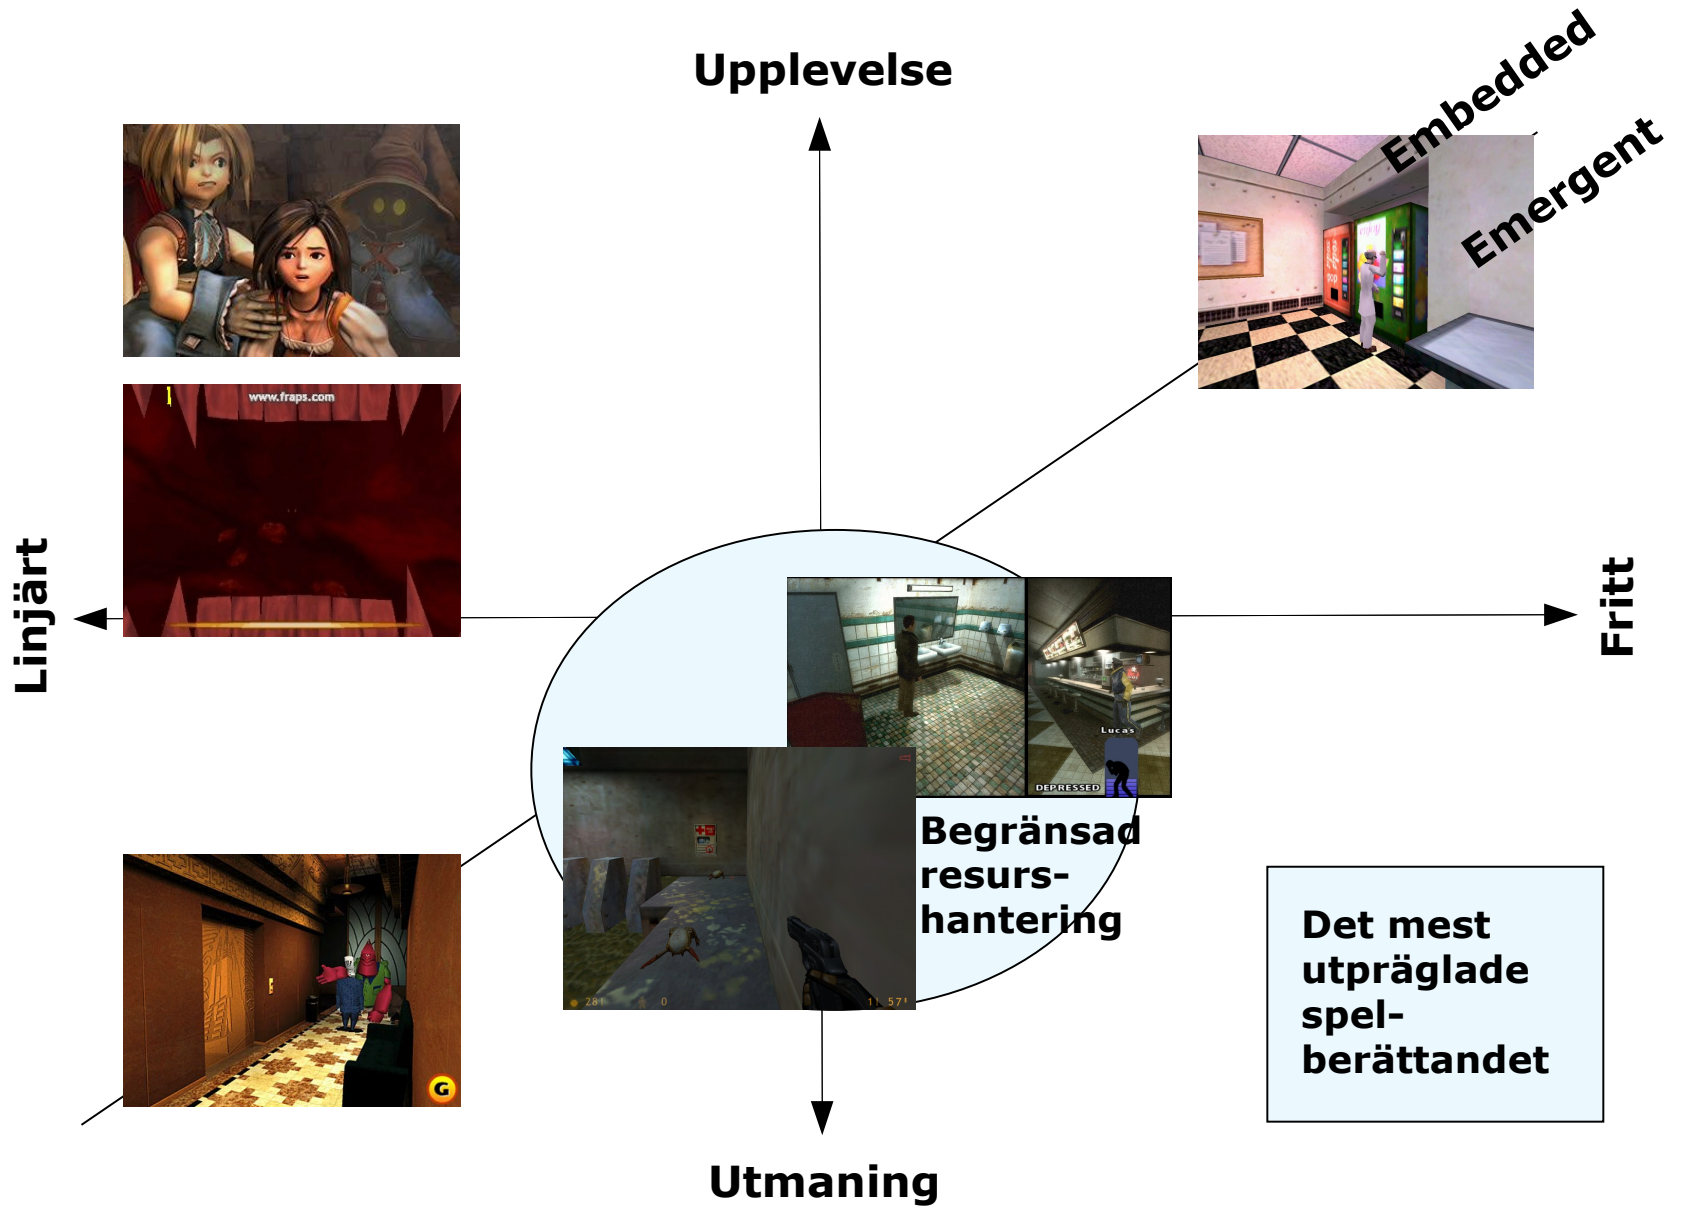 Upplevelse
Embedded
Emergent
www.fraps.com
Linjärt
Fritt
Lucas
DEPRESSED
Begränsad
resurs-
hantering
Det mest
utpräglade
spel-
berättandet
G
Utmaning